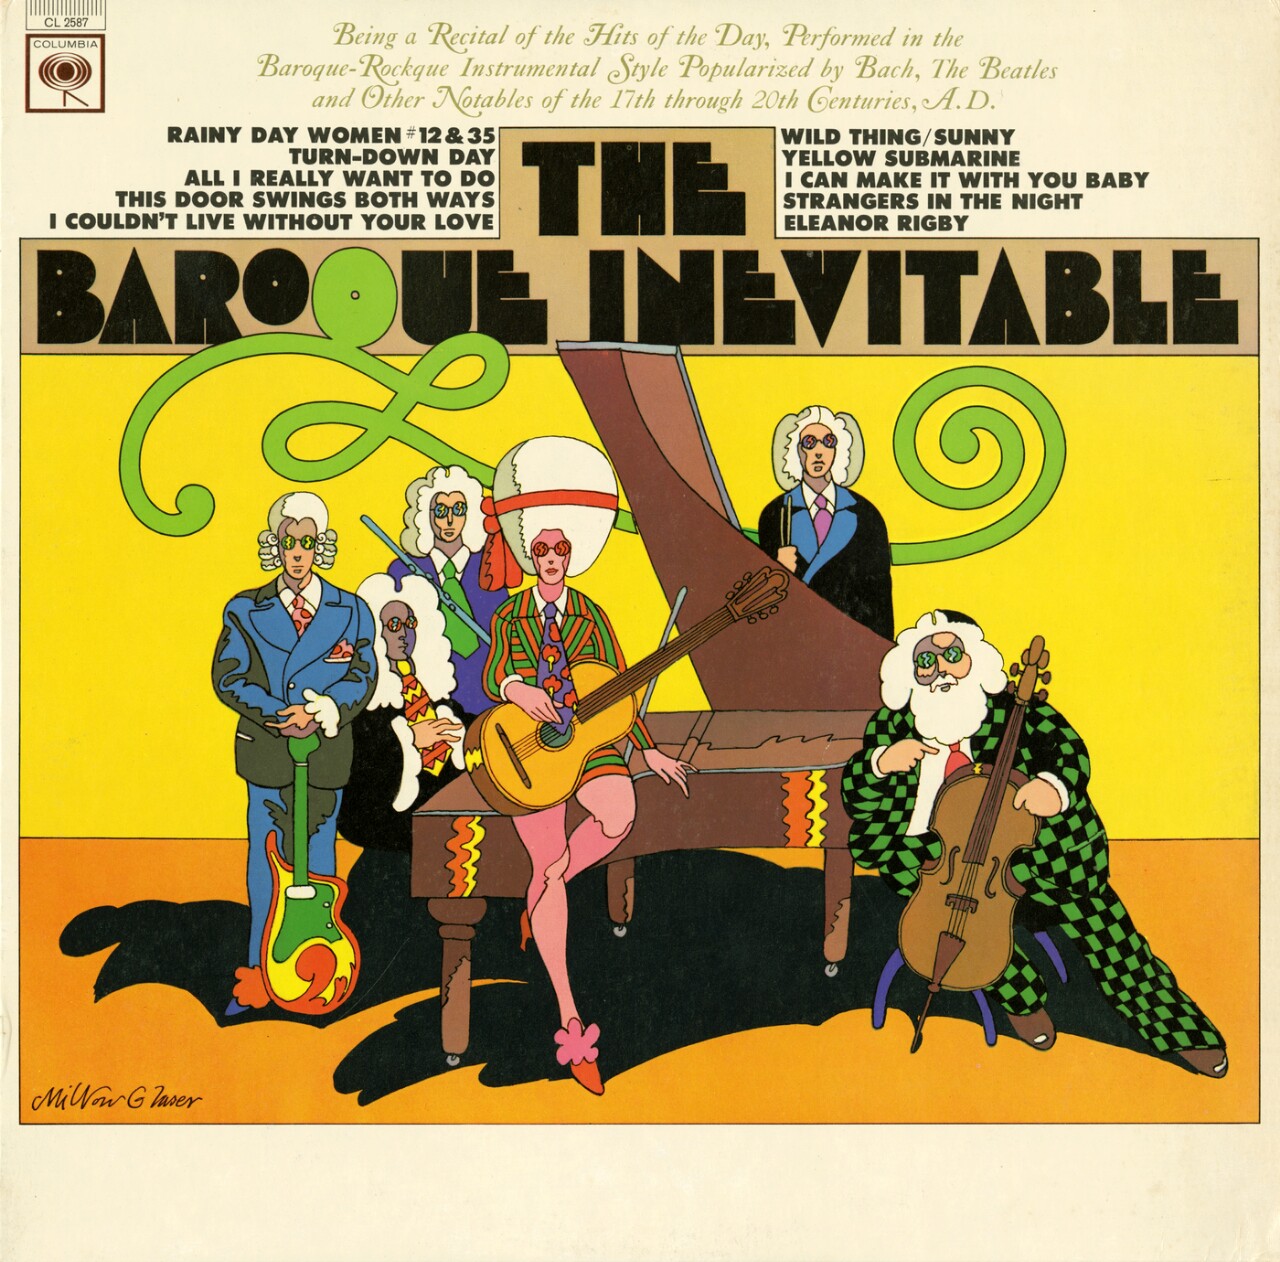 CL 2587
COLUMBIA
Being a Recital of the Hits of the Day, Performed in the
Baroque-Rockque Instrumental Style Popularized by Bach, The Beatles
and Other Notables of the 17th through 20th Centuries, A.D.
RAINY DAY WOMEN #12 & 35
TURN-DOWN DAY
ALL I REALLY WANT TO DO
THIS DOOR SWINGS BOTH WAYS
I COULDN'T LIVE WITHOUT YOUR LOVE
WILD THING/SUNNY
YELLOW SUBMARINE
I CAN MAKE IT WITH YOU BABY
STRANGERS IN THE NIGHT
ELEANOR RIGBY
THE
BAROQUE INEVITABLE
Milton Glaser